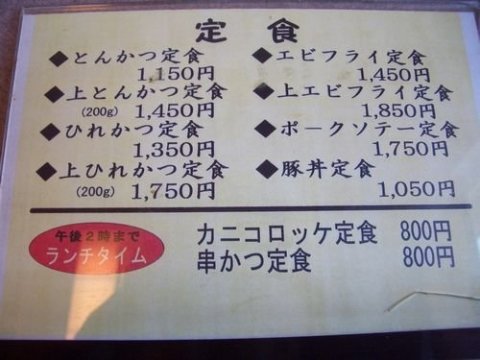 定食
◆とんかつ定食
1,150円
◆上とんかつ定食
(200g) 1,450円
◆ひれかつ定食
1,350円
◆上ひれかつ定食
(200g) 1,750円
◆エビフライ定食
1,450円
◆上エビフライ定食
1,850円
◆ポークソテー定食
1,750円
◆豚丼定食
1,050円
午後2時まで
ランチタイム
カニコロッケ定食 800円
串かつ定食 800円